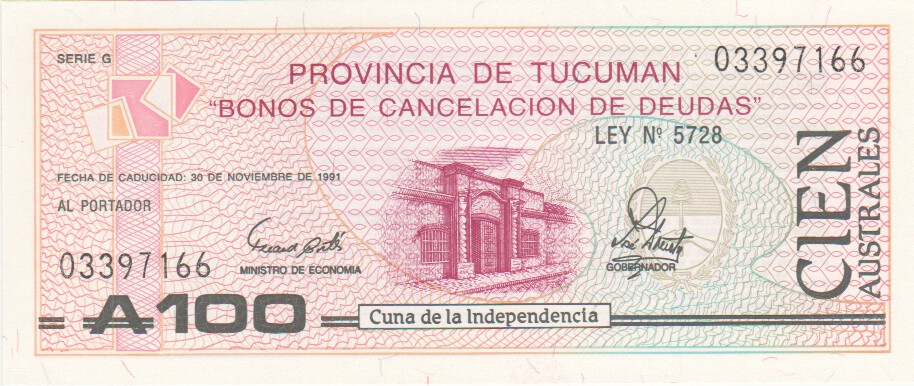 SERIE G
03397166
PROVINCIA DE TUCUMAN
"BONOS DE CANCELACION DE DEUDAS"
LEY Nº 5728
FECHA DE CADUCIDAD: 30 DE NOVIEMBRE DE 1991
AL PORTADOR
03397166
MINISTRO DE ECONOMIA
GOBERNADOR
CIEN
AUSTRALES
₳100
Cuna de la Independencia